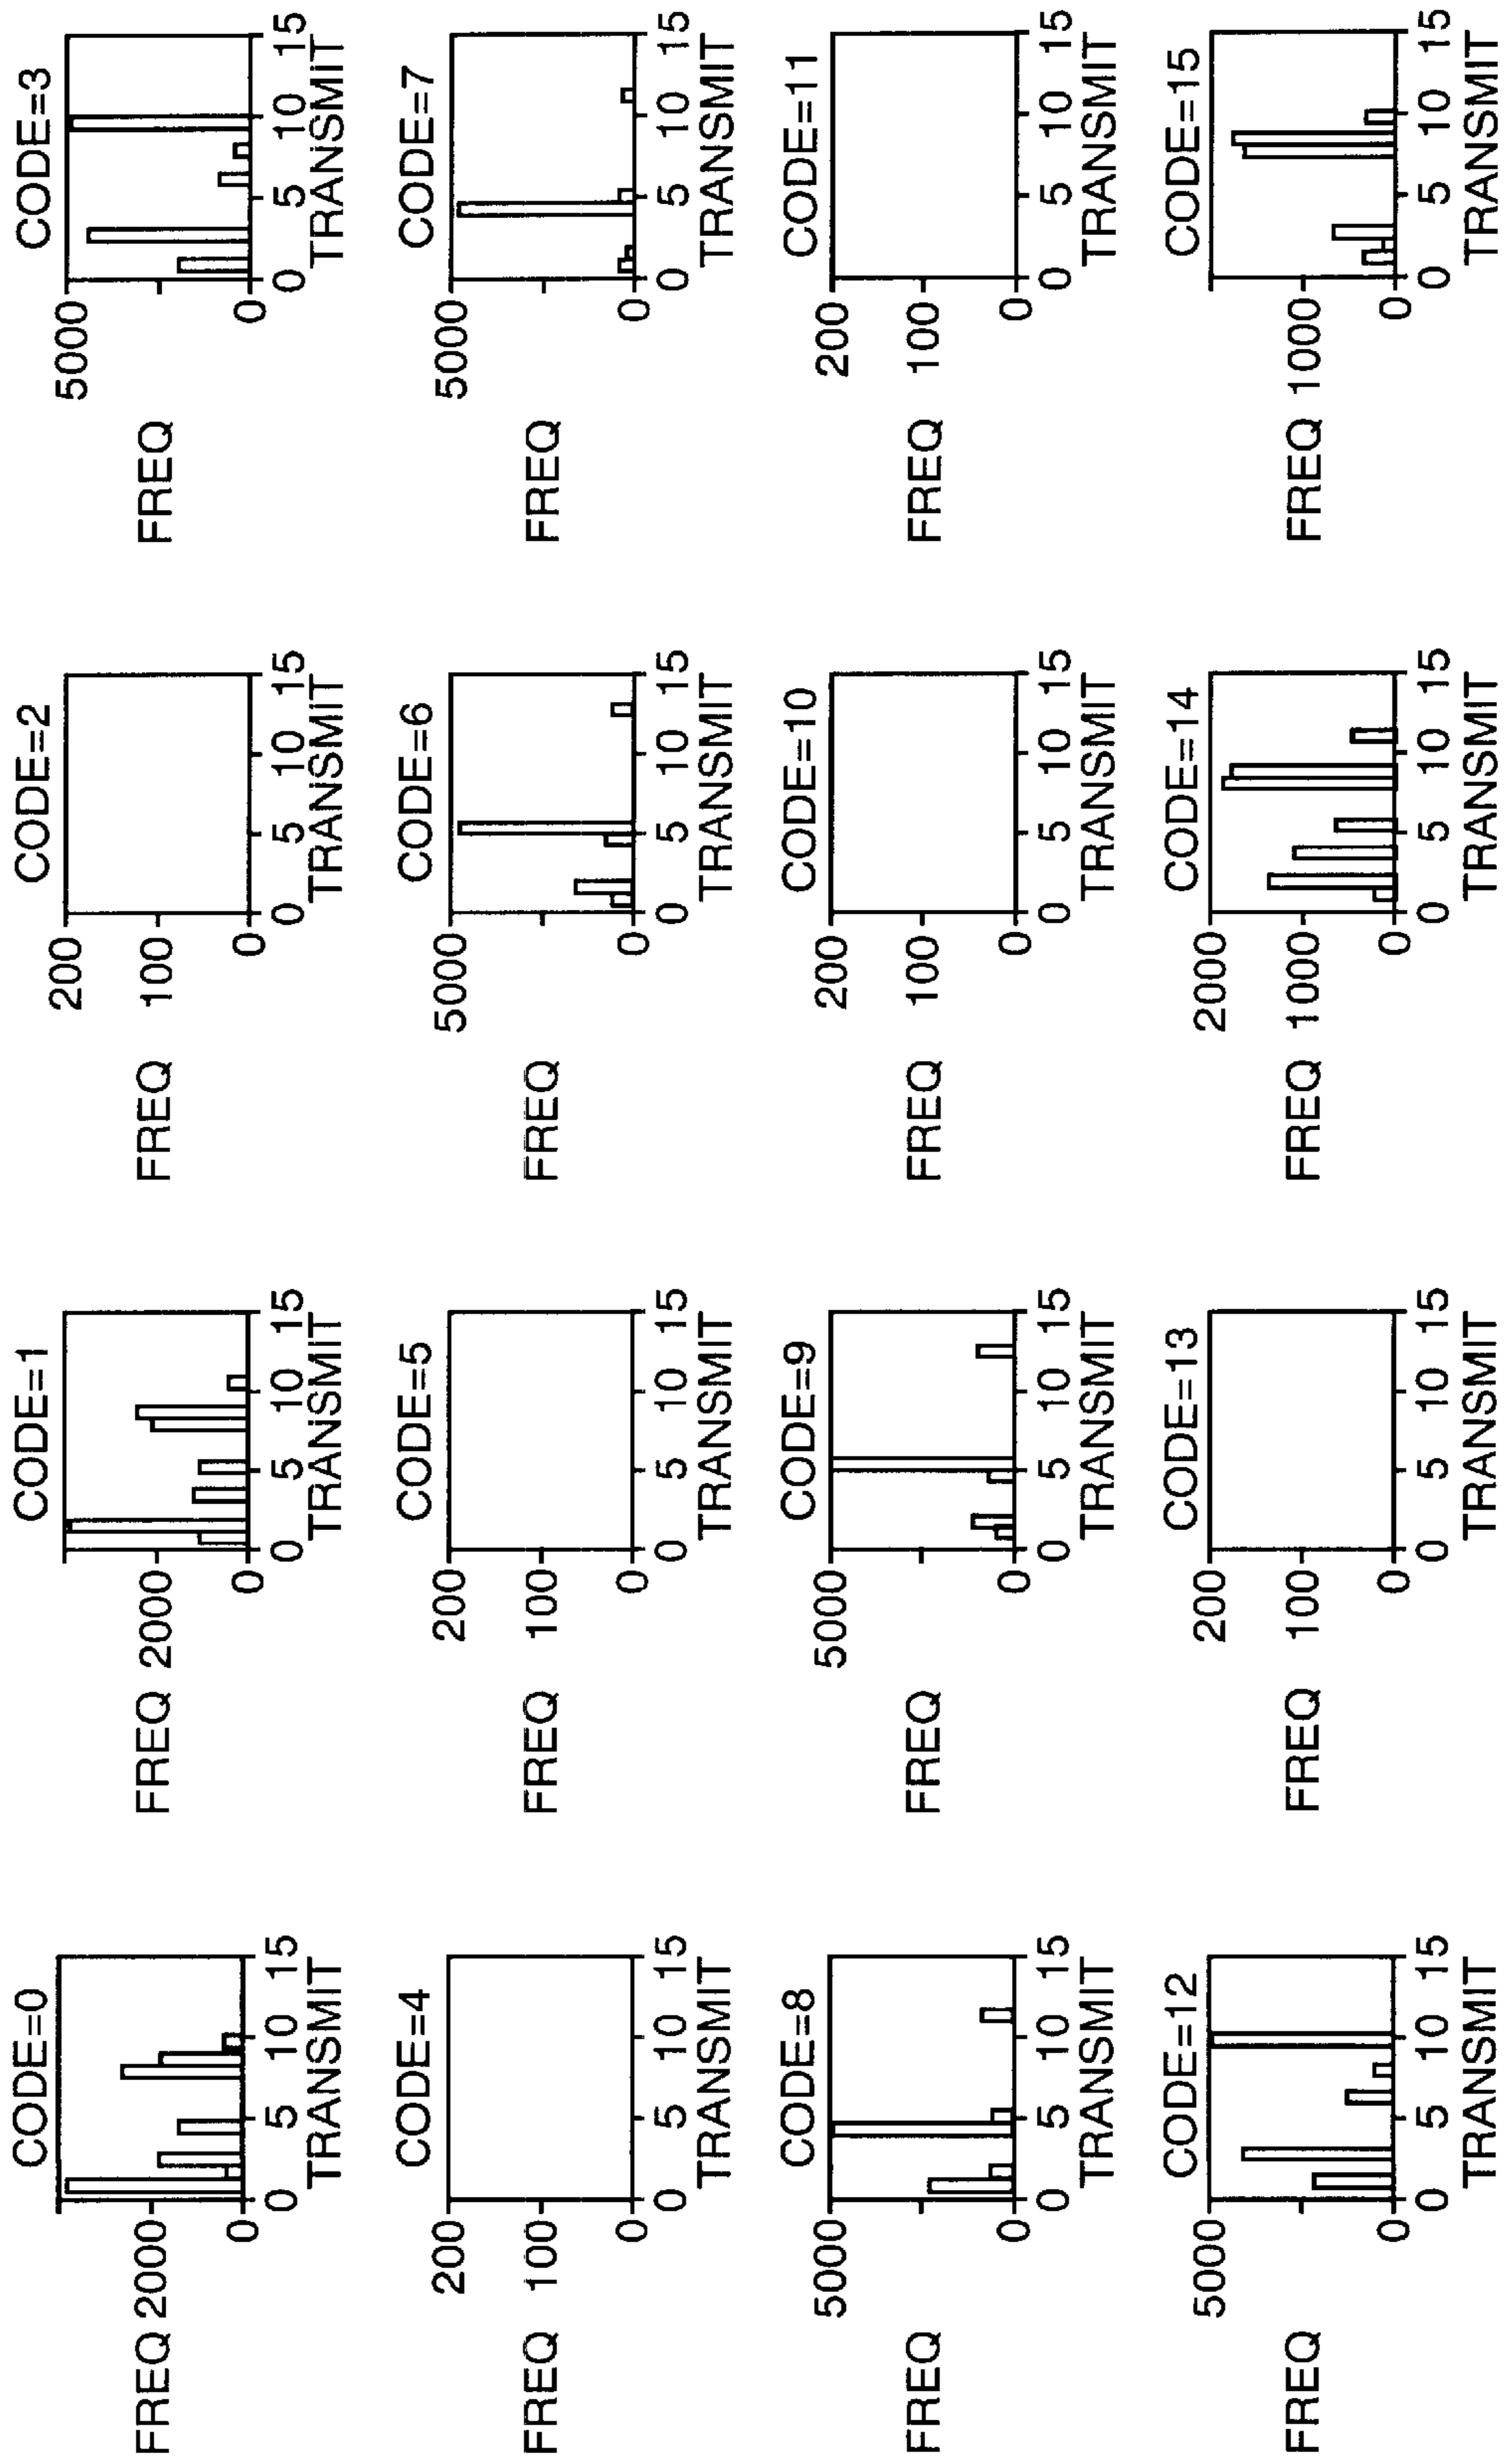 CODE=0
FREQ 2000
0
0 5 10 15
TRANSMIT
CODE=1
FREQ 2000
0
0 5 10 15
TRANSMIT
CODE=2
200
FREQ 100
0
0 5 10 15
TRANSMIT
CODE=3
5000
FREQ
0
0 5 10 15
TRANSMIT
CODE=4
200
FREQ 100
0
0 5 10 15
TRANSMIT
CODE=5
200
FREQ 100
0
0 5 10 15
TRANSMIT
CODE=6
5000
FREQ
0
0 5 10 15
TRANSMIT
CODE=7
5000
FREQ
0
0 5 10 15
TRANSMIT
CODE=8
5000
FREQ
0
0 5 10 15
TRANSMIT
CODE=9
5000
FREQ
0
0 5 10 15
TRANSMIT
CODE=10
200
FREQ 100
0
0 5 10 15
TRANSMIT
CODE=11
200
FREQ 100
0
0 5 10 15
TRANSMIT
CODE=12
5000
FREQ
0
0 5 10 15
TRANSMIT
CODE=13
200
FREQ 100
0
0 5 10 15
TRANSMIT
CODE=14
2000
FREQ 1000
0
0 5 10 15
TRANSMIT
CODE=15
FREQ 1000
0
0 5 10 15
TRANSMIT